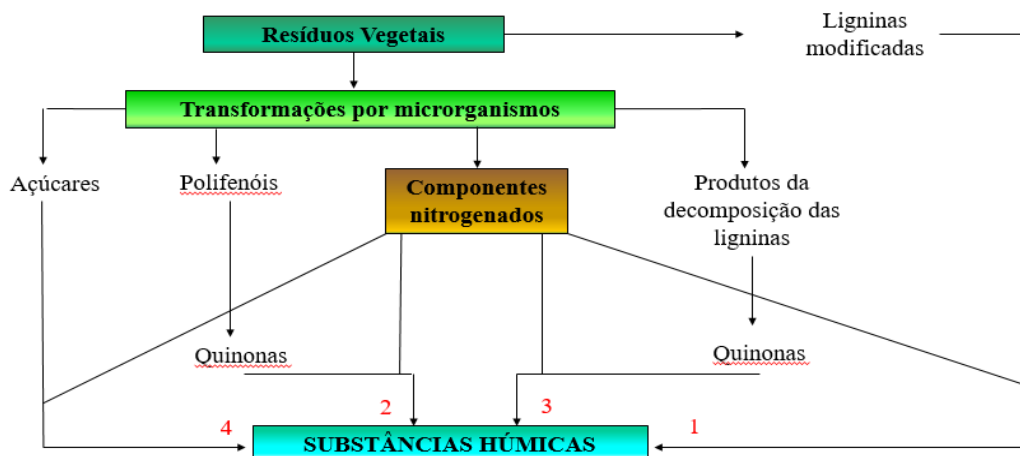 Resíduos Vegetais
Ligninas
modificadas
Transformações por microrganismos
Açúcares
Polifenóis
Componentes
nitrogenados
Produtos da
decomposição das
ligninas
Quinonas
Quinonas
4
2
3
1
SUBSTÂNCIAS HÚMICAS